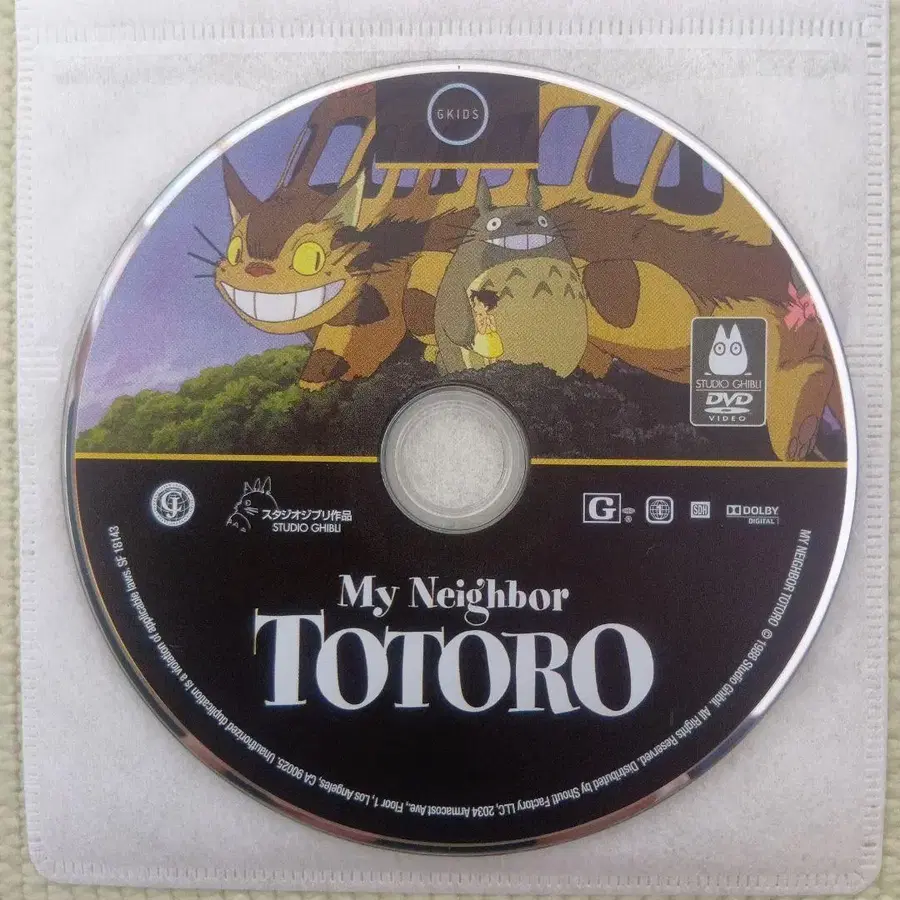 GKIDS
STUDIO GHIBLI
DVD
VIDEO
スタジオジブリ作品
STUDIO GHIBLI
G
1
SDH
DOLBY
DIGITAL
My Neighbor
TOTORO
MY NEIGHBOR TOTORO © 1988 Studio Ghibli. All Rights Reserved. Distributed by Shout! Factory LLC, 2034 Armacost Ave., Floor 1, Los Angeles, CA 90025. Unauthorized duplication is a violation of applicable laws. SF 18143